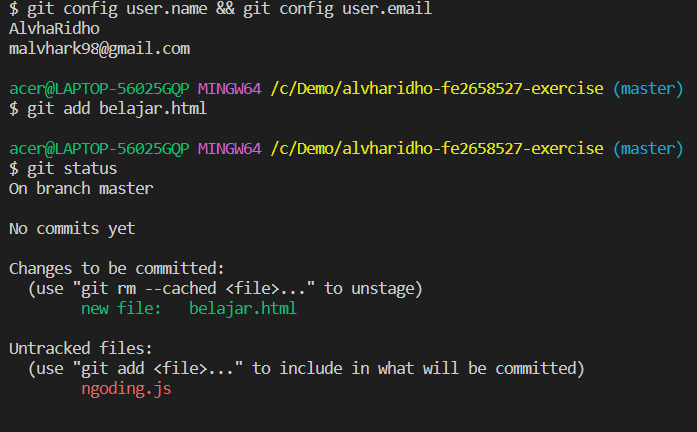 $ git config user.name && git config user.email
AlvhaRidho
malvhark98@gmail.com
acer@LAPTOP-56025GQP MINGW64 /c/Demo/alvharidho-fe2658527-exercise (master)
$ git add belajar.html
acer@LAPTOP-56025GQP MINGW64 /c/Demo/alvharidho-fe2658527-exercise (master)
$ git status
On branch master
No commits yet
Changes to be committed:
  (use "git rm --cached <file>..." to unstage)
        new file:   belajar.html
Untracked files:
  (use "git add <file>..." to include in what will be committed)
        ngoding.js